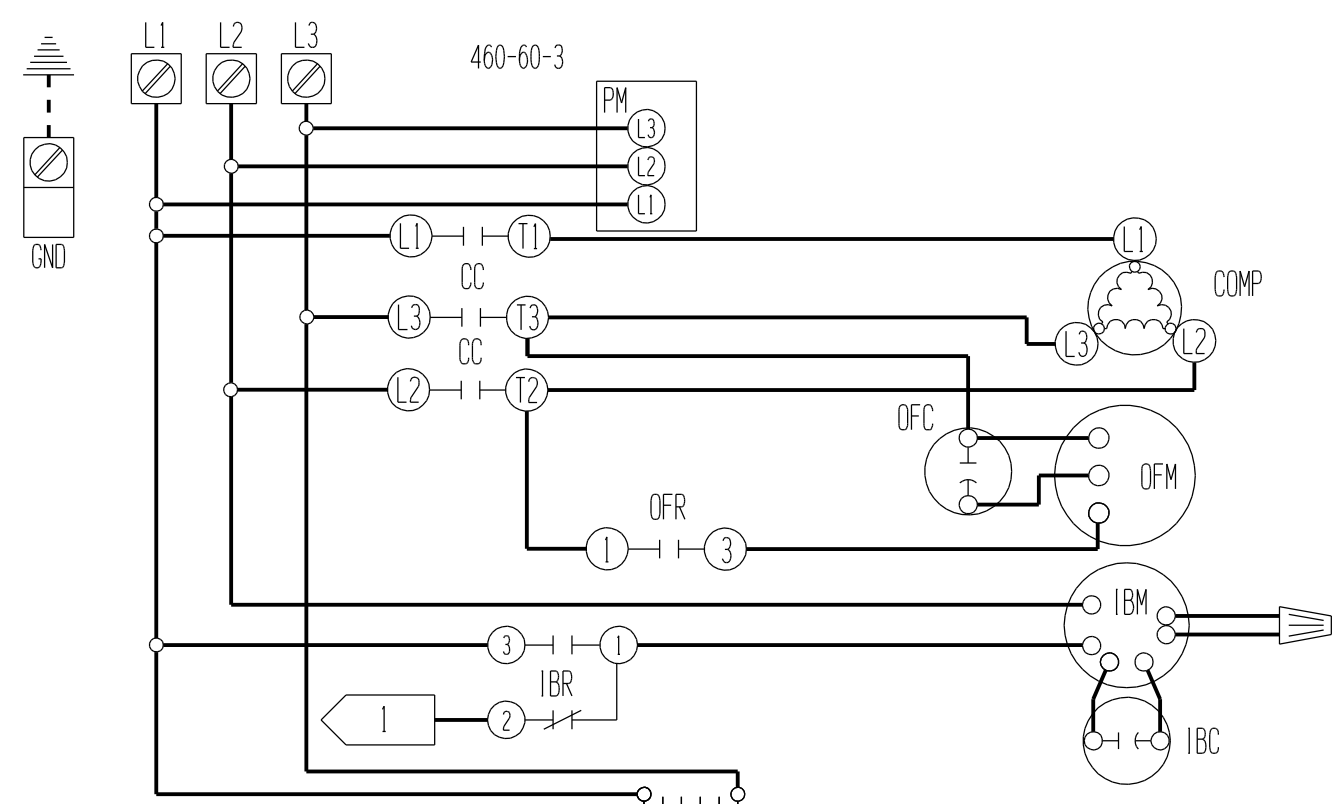 L1 L2 L3
460-60-3
PM
L3
L2
L1
GND
L1 T1
L1
CC
COMP
L3 T3
L3
L2
CC
L2 T2
OFC
OFM
OFR
1 3
IBM
3 1
IBR
1
2
IBC